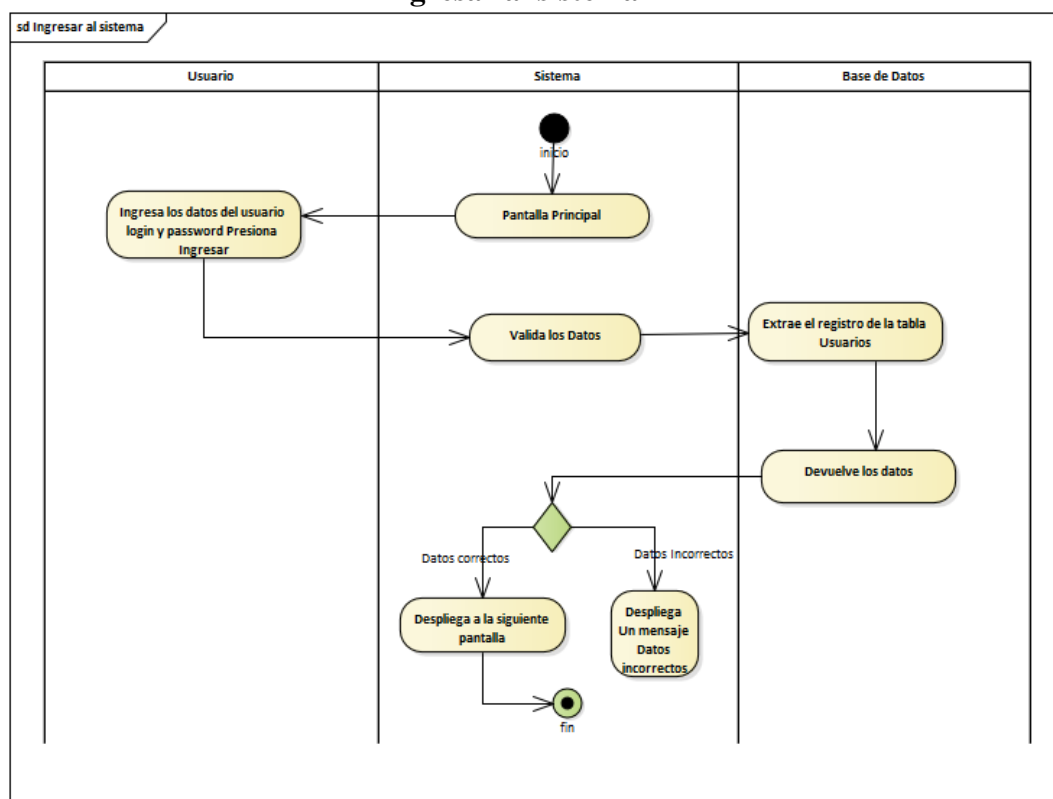 sd Ingresar al sistema
Usuario
Sistema
Base de Datos
inicio
Pantalla Principal
Ingresa los datos del usuario
login y password Presiona
Ingresar
Valida los Datos
Extrae el registro de la tabla
Usuarios
Devuelve los datos
Datos correctos
Datos Incorrectos
Despliega a la siguiente
pantalla
Despliega
Un mensaje
Datos
incorrectos
fin